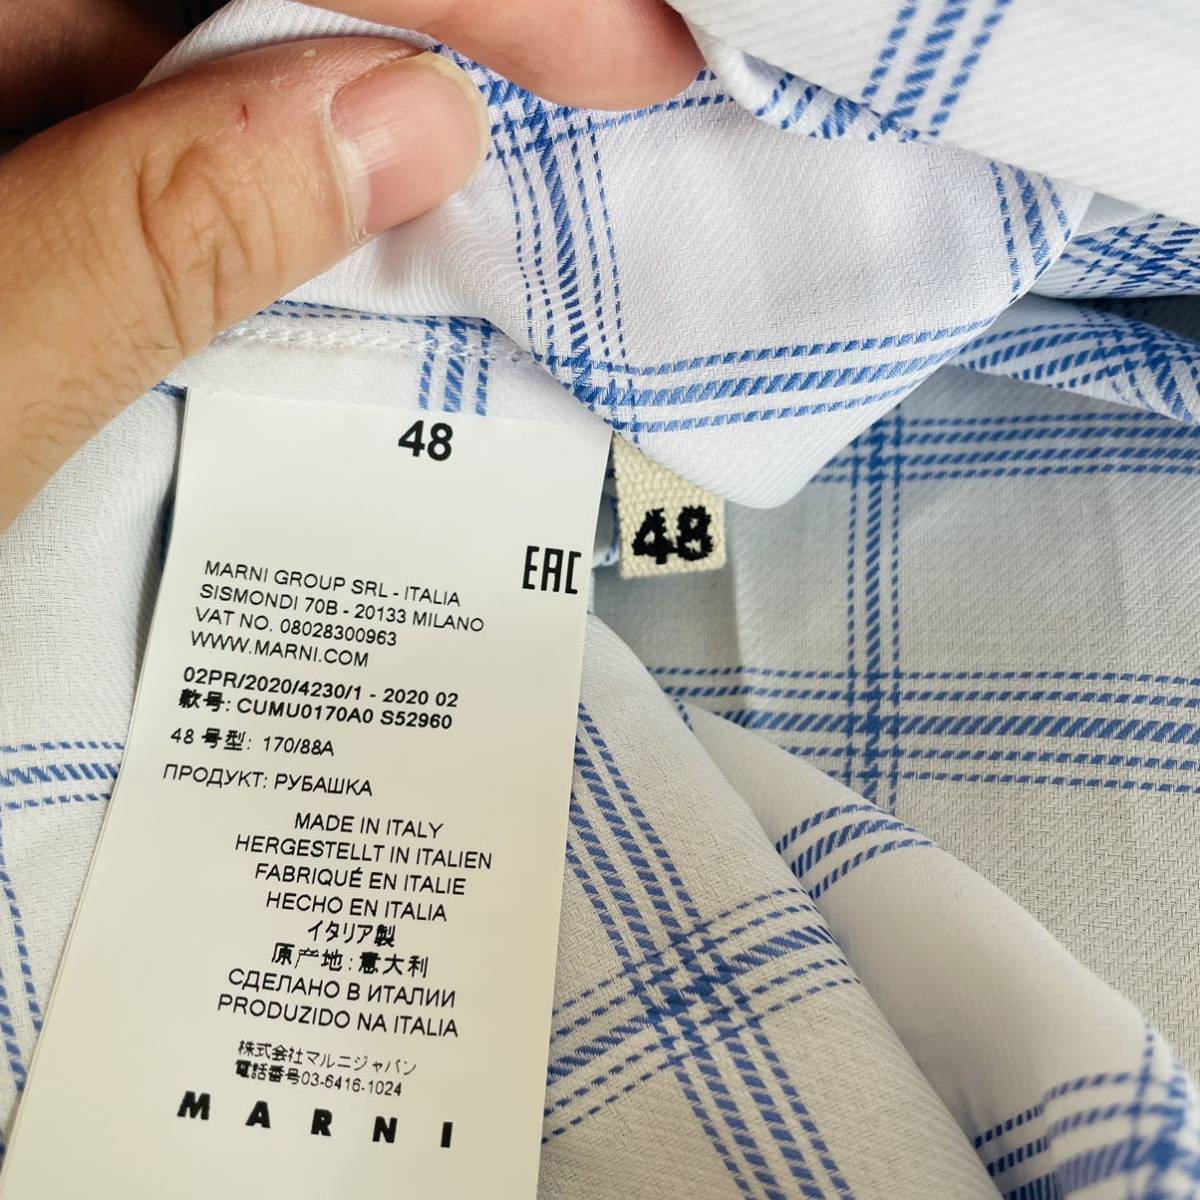 48
48
EAC
MARNI GROUP SRL - ITALIA
SISMONDI 70B - 20133 MILANO
VAT NO. 08028300963
WWW.MARNI.COM
02PR/2020/4230/1 - 2020 02
款号: CUMU0170A0 S52960
48 号型: 170/88A
ПРОДУКТ: РУБАШКА
MADE IN ITALY
HERGESTELLT IN ITALIEN
FABRIQUÉ EN ITALIE
HECHO EN ITALIA
イタリア製
原产地: 意大利
СДЕЛАНО В ИТАЛИИ
PRODUZIDO NA ITALIA
株式会社マルニジャパン
電話番号03-6416-1024
MARNI